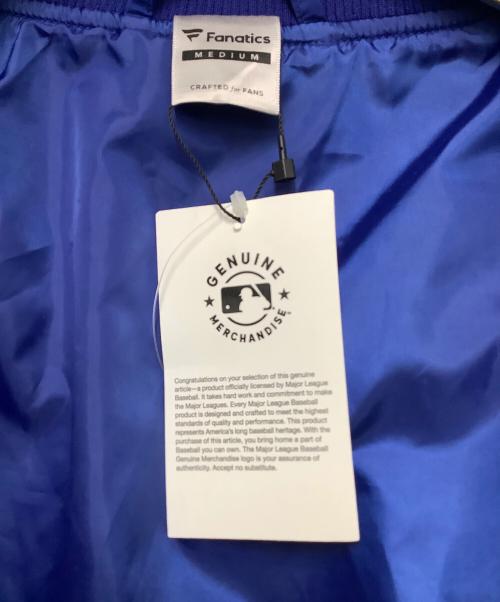 Fanatics
MEDIUM
CRAFTED for FANS
GENUINE
MERCHANDISE™
Congratulations on your selection of this genuine
article—a product officially licensed by Major League
Baseball. It takes hard work and commitment to make
the Major Leagues. Every Major League Baseball
product is designed and crafted to meet the highest
standards of quality and performance. This product
represents America's long baseball heritage. With the
purchase of this article, you bring home a part of
Baseball you can own. The Major League Baseball
Genuine Merchandise logo is your assurance of
authenticity. Accept no substitute.